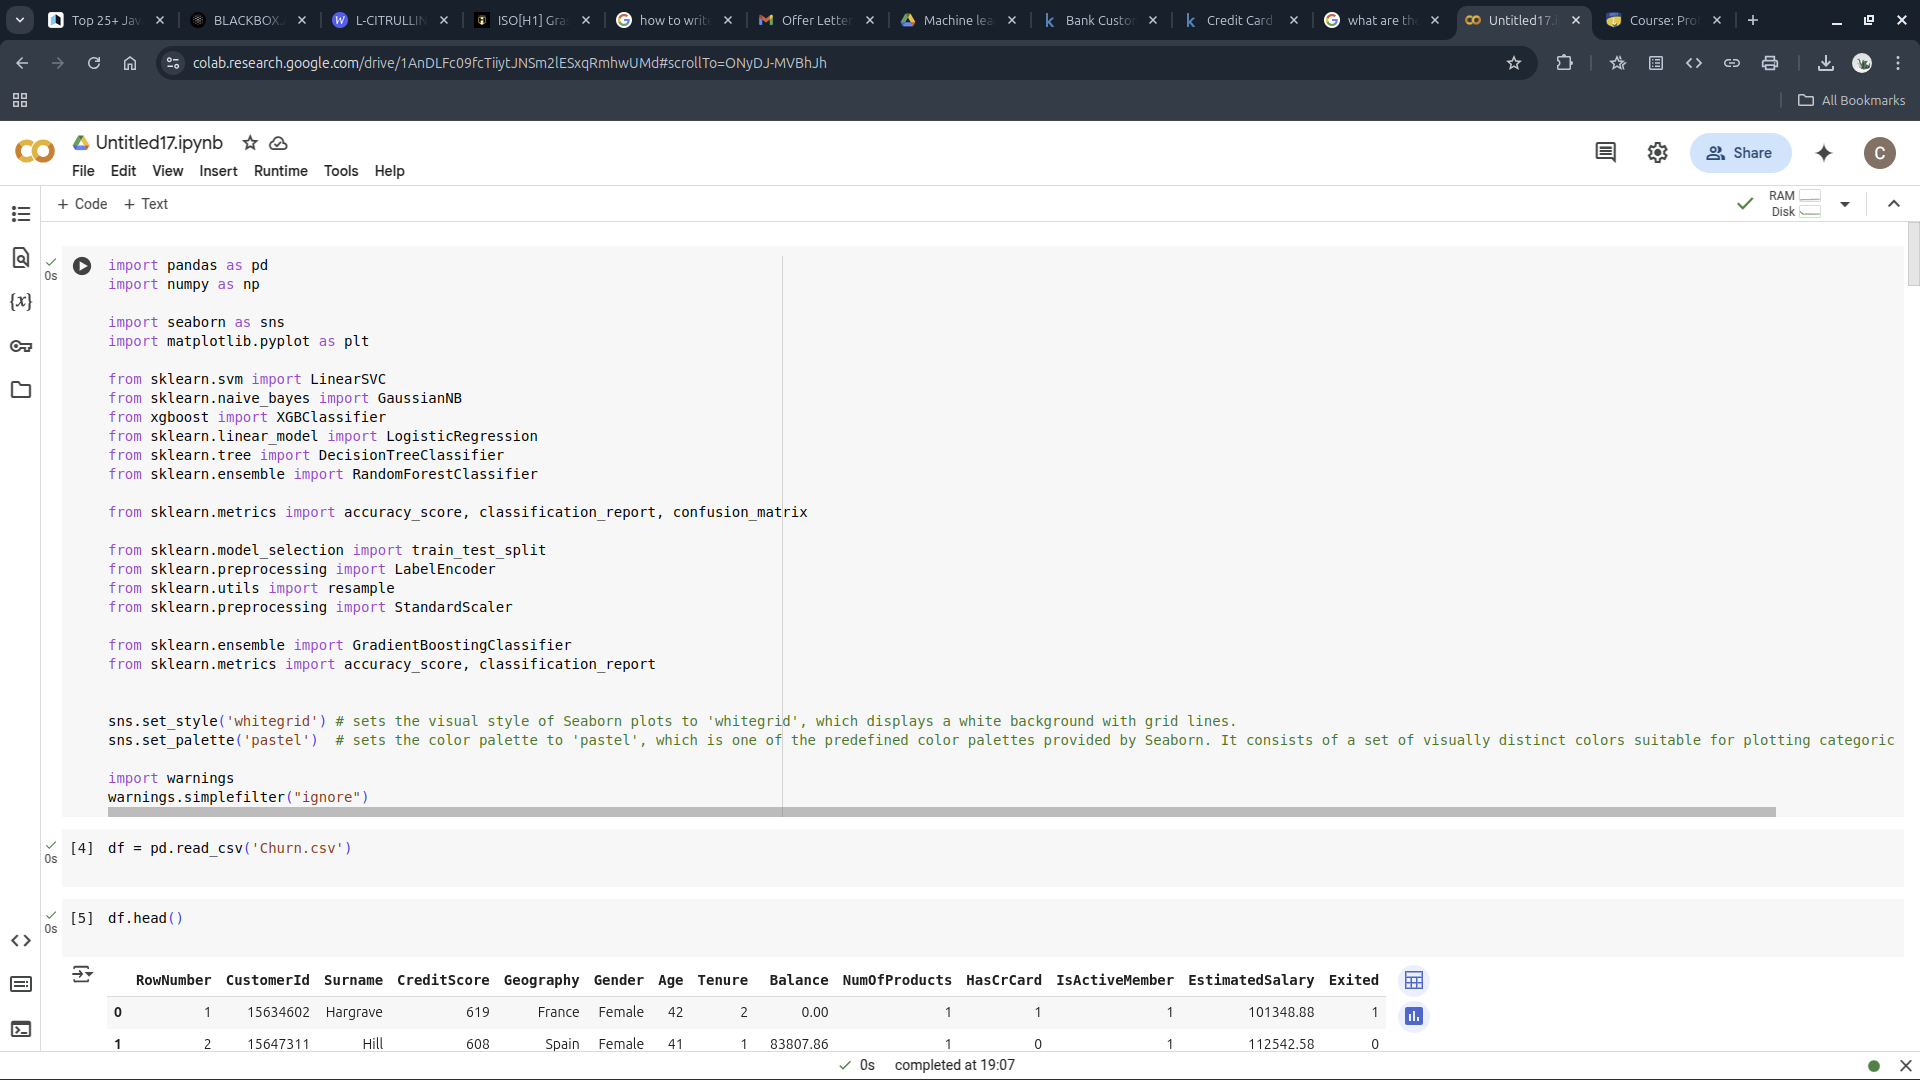 Top 25+ Jav
BLACKBOX.
L-CITRULLIN
ISO[H1] Gra
how to write
Offer Letter
Machine lea
Bank Custo
Credit Card
what are the
Untitled17.i
Course: Pro
colab.research.google.com/drive/1AnDLFc09fcTiiytJNSm2lESxqRmhwUMd#scrollTo=ONyDJ-MVBhJh
All Bookmarks
Untitled17.ipynb
File Edit View Insert Runtime Tools Help
Share
C
+ Code + Text
RAM
Disk
0s
import pandas as pd
import numpy as np
import seaborn as sns
import matplotlib.pyplot as plt
from sklearn.svm import LinearSVC
from sklearn.naive_bayes import GaussianNB
from xgboost import XGBClassifier
from sklearn.linear_model import LogisticRegression
from sklearn.tree import DecisionTreeClassifier
from sklearn.ensemble import RandomForestClassifier
from sklearn.metrics import accuracy_score, classification_report, confusion_matrix
from sklearn.model_selection import train_test_split
from sklearn.preprocessing import LabelEncoder
from sklearn.utils import resample
from sklearn.preprocessing import StandardScaler
from sklearn.ensemble import GradientBoostingClassifier
from sklearn.metrics import accuracy_score, classification_report
sns.set_style('whitegrid') # sets the visual style of Seaborn plots to 'whitegrid', which displays a white background with grid lines.
sns.set_palette('pastel')  # sets the color palette to 'pastel', which is one of the predefined color palettes provided by Seaborn. It consists of a set of visually distinct colors suitable for plotting categoric
import warnings
warnings.simplefilter("ignore")
0s
[4] df = pd.read_csv('Churn.csv')
0s
[5] df.head()
RowNumber CustomerId Surname CreditScore Geography Gender Age Tenure Balance NumOfProducts HasCrCard IsActiveMember EstimatedSalary Exited
0 1 15634602 Hargrave 619 France Female 42 2 0.00 1 1 1 101348.88 1
1 2 15647311 Hill 608 Spain Female 41 1 83807.86 1 0 1 112542.58 0
0s completed at 19:07